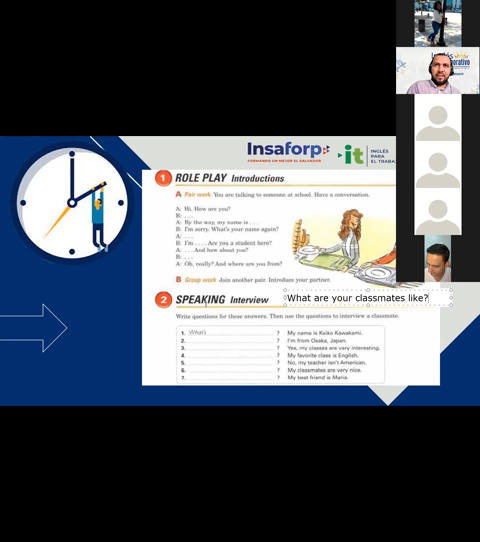 Insaforp
FORMANDO UN MEJOR EL SALVADOR
it
INGLÉS
PARA
EL TRABA
1 ROLE PLAY Introductions
A Pair work You are talking to someone at school. Have a conversation.
A: Hi. How are you?
B: . . .
A: By the way, my name is . . .
B: I'm sorry. What's your name again?
A: . . .
B: I'm . . . . Are you a student here?
A: . . . And how about you?
B: . . .
A: Oh, really? And where are you from?
B Group work Join another pair. Introduce your partner.
What are your classmates like?
2 SPEAKING Interview
Write questions for these answers. Then use the questions to interview a classmate.
1. What's ? My name is Keiko Kawakami.
2. ? I'm from Osaka, Japan.
3. ? Yes, my classes are very interesting.
4. ? My favorite class is English.
5. ? No, my teacher isn't American.
6. ? My classmates are very nice.
7. ? My best friend is Maria.